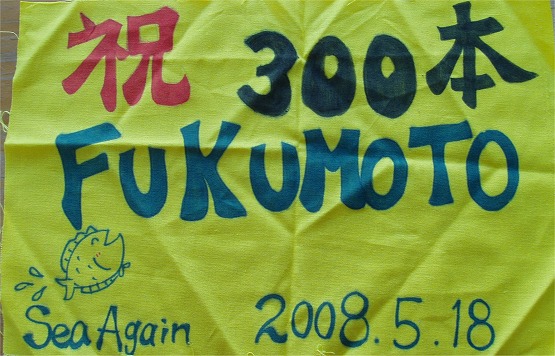 祝 300本
FUKUMOTO
Sea Again 2008.5.18